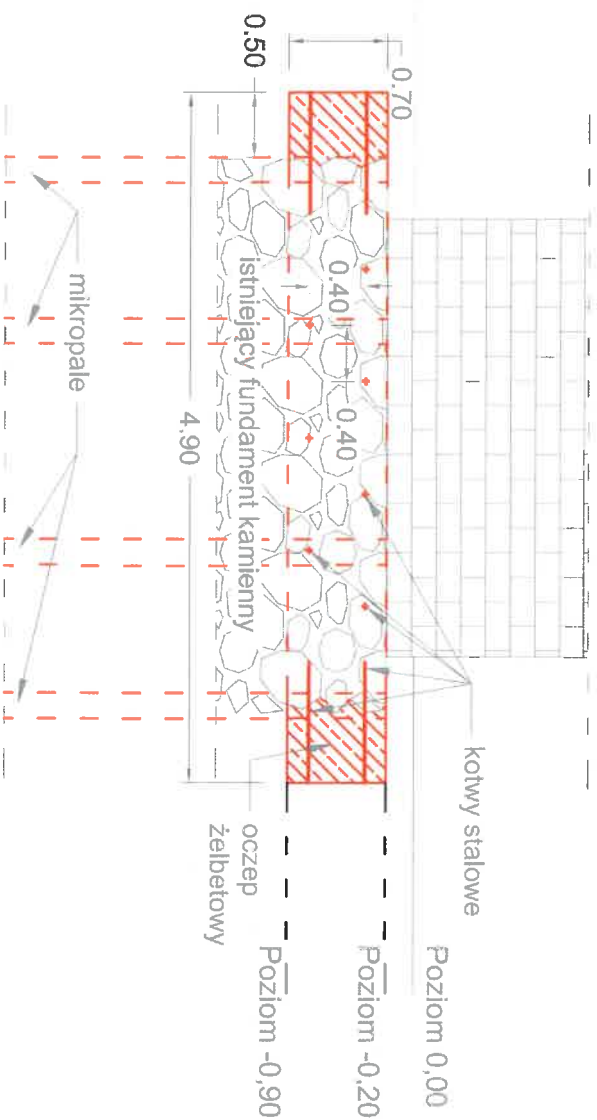 kotwy stalowe
Poziom 0,00
Poziom -0,20
Poziom -0,90
oczep
żelbetowy
0.70
0.50
0.40
0.40
istniejący fundament kamienny
4.90
mikropale